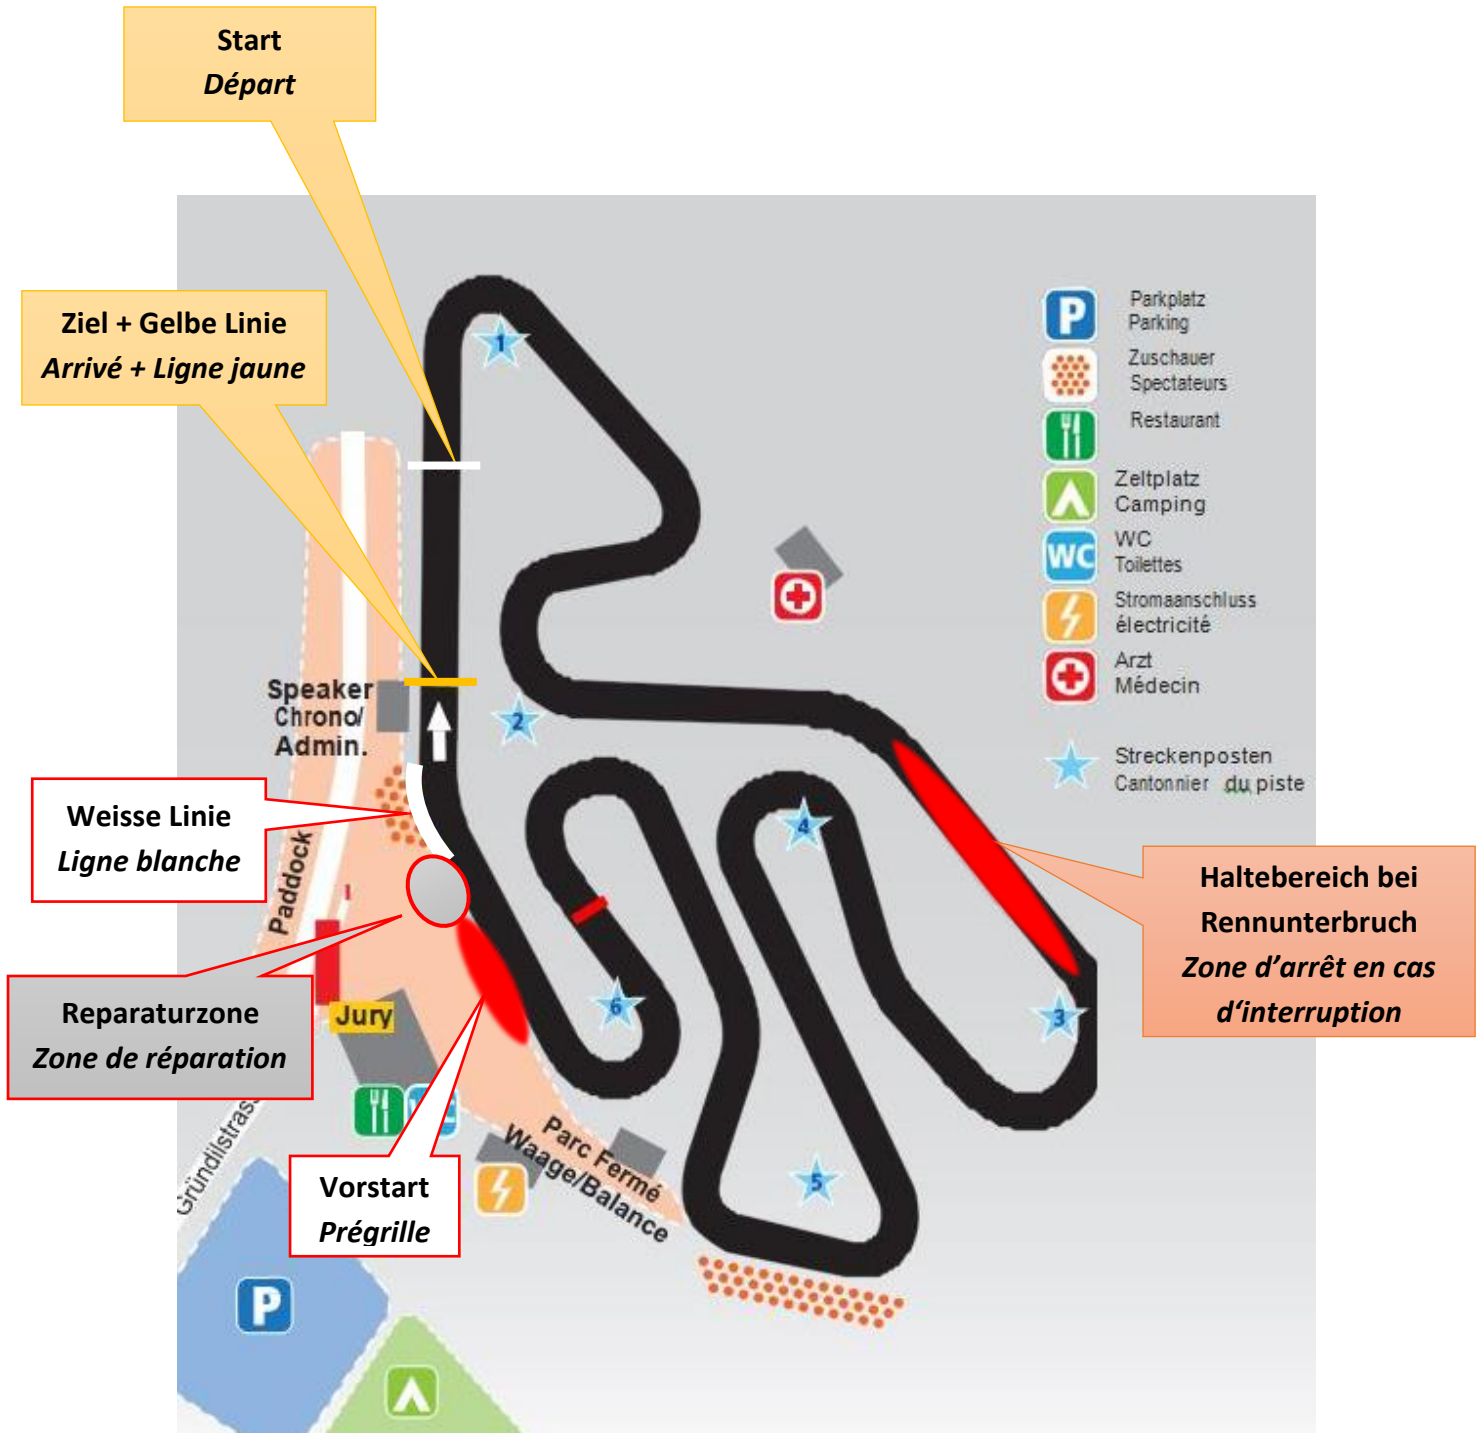 Start
Départ
Ziel + Gelbe Linie
Arrivé + Ligne jaune
1
P
Parkplatz
Parking
Zuschauer
Spectateurs
Restaurant
Zeltplatz
Camping
WC
WC
Toilettes
Stromaanschluss
électricité
Arzt
Médecin
Streckenposten
Cantonnier du piste
Speaker
Chrono/
Admin.
2
Weisse Linie
Ligne blanche
4
Paddock
Haltebereich bei
Rennunterbruch
Zone d’arrêt en cas
d‘interruption
Reparaturzone
Zone de réparation
Jury
6
3
Gründilstrass
Parc Fermé
Waage/Balance
5
Vorstart
Prégrille
P